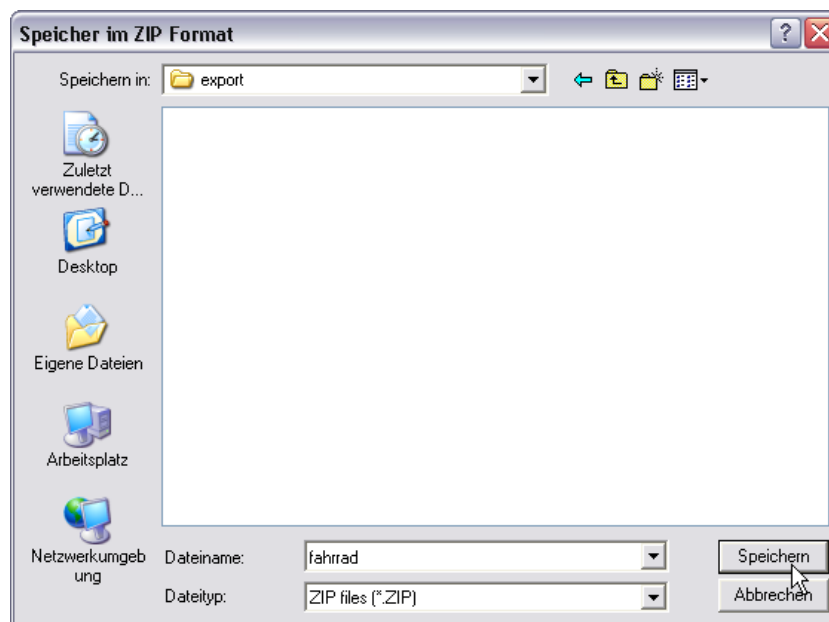 Speicher im ZIP Format
Speichern in: export
Zuletzt
verwendete D...
Desktop
Eigene Dateien
Arbeitsplatz
Netzwerkumgeb
ung
Dateiname: fahrrad Speichern
Dateityp: ZIP files (*.ZIP) Abbrechen